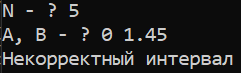 N - ? 5
A, B - ? 0 1.45
Некорректный интервал